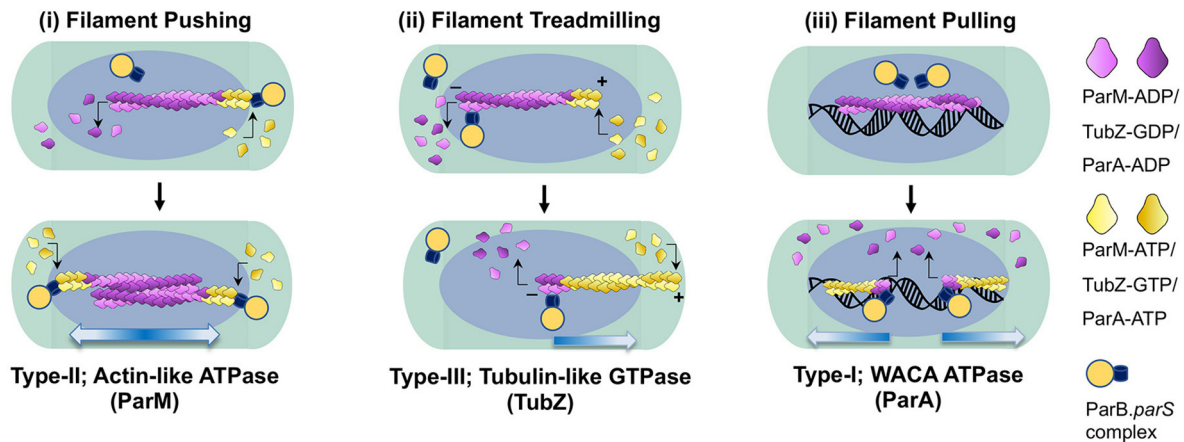 (i) Filament Pushing
(ii) Filament Treadmilling
(iii) Filament Pulling
−
+
−
+
Type-II; Actin-like ATPase
(ParM)
Type-III; Tubulin-like GTPase
(TubZ)
Type-I; WACA ATPase
(ParA)
ParM-ADP/
TubZ-GDP/
ParA-ADP
ParM-ATP/
TubZ-GTP/
ParA-ATP
ParB.parS
complex